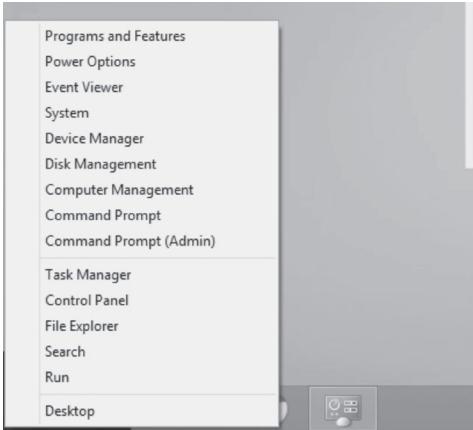 Programs and Features
Power Options
Event Viewer
System
Device Manager
Disk Management
Computer Management
Command Prompt
Command Prompt (Admin)
Task Manager
Control Panel
File Explorer
Search
Run
Desktop